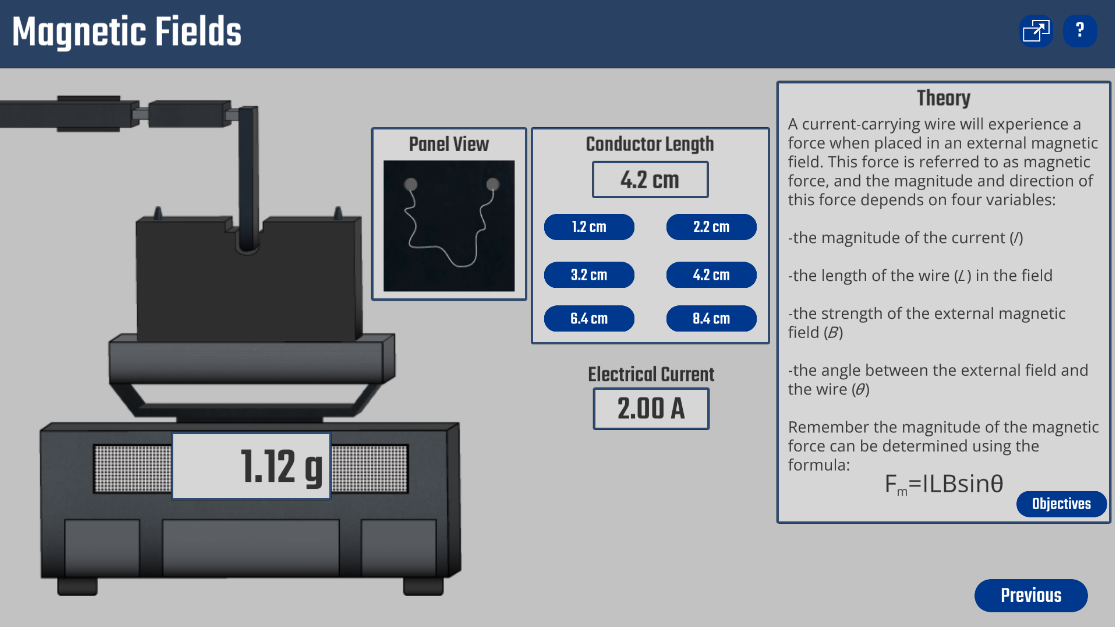 Magnetic Fields
?
Panel View
Conductor Length
4.2 cm
1.2 cm
2.2 cm
3.2 cm
4.2 cm
6.4 cm
8.4 cm
Electrical Current
2.00 A
1.12 g
Theory
A current-carrying wire will experience a
force when placed in an external magnetic
field. This force is referred to as magnetic
force, and the magnitude and direction of
this force depends on four variables:
-the magnitude of the current (I)
-the length of the wire (L) in the field
-the strength of the external magnetic
field (B)
-the angle between the external field and
the wire (θ)
Remember the magnitude of the magnetic
force can be determined using the
formula:
Fₘ=ILBsinθ
Objectives
Previous